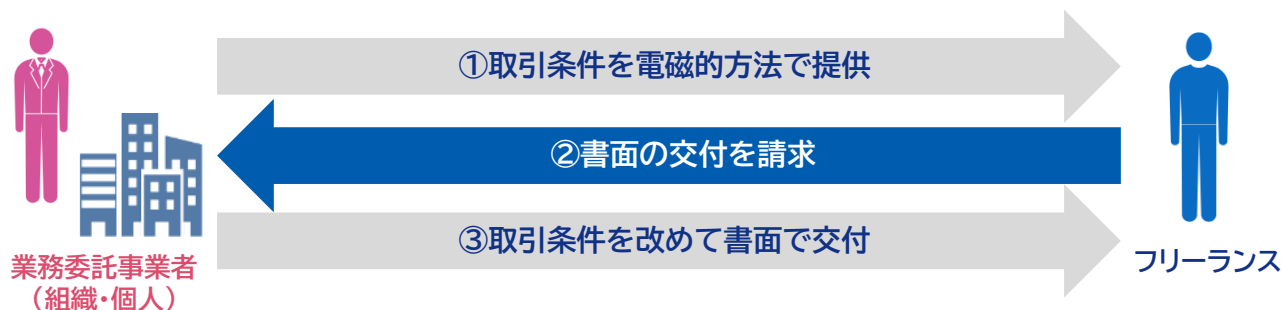 ①取引条件を電磁的方法で提供
②書面の交付を請求
③取引条件を改めて書面で交付
業務委託事業者
（組織・個人）
フリーランス